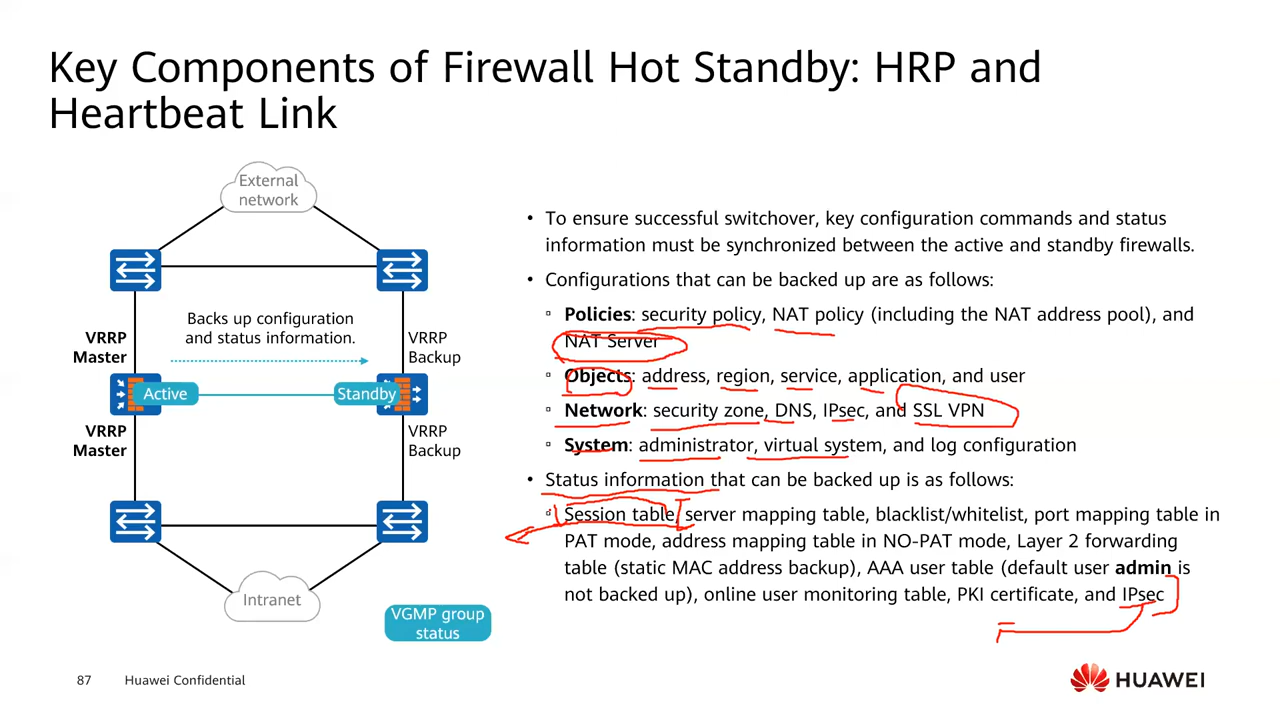 Key Components of Firewall Hot Standby: HRP and
Heartbeat Link
External
network
Backs up configuration
and status information.
VRRP
Master
VRRP
Backup
Active
Standby
VRRP
Master
VRRP
Backup
Intranet
VGMP group
status
• To ensure successful switchover, key configuration commands and status
information must be synchronized between the active and standby firewalls.
• Configurations that can be backed up are as follows:
▫ Policies: security policy, NAT policy (including the NAT address pool), and
NAT Server
▫ Objects: address, region, service, application, and user
▫ Network: security zone, DNS, IPsec, and SSL VPN
▫ System: administrator, virtual system, and log configuration
• Status information that can be backed up is as follows:
▫ Session table, server mapping table, blacklist/whitelist, port mapping table in
PAT mode, address mapping table in NO-PAT mode, Layer 2 forwarding
table (static MAC address backup), AAA user table (default user admin is
not backed up), online user monitoring table, PKI certificate, and IPsec
87 Huawei Confidential
HUAWEI